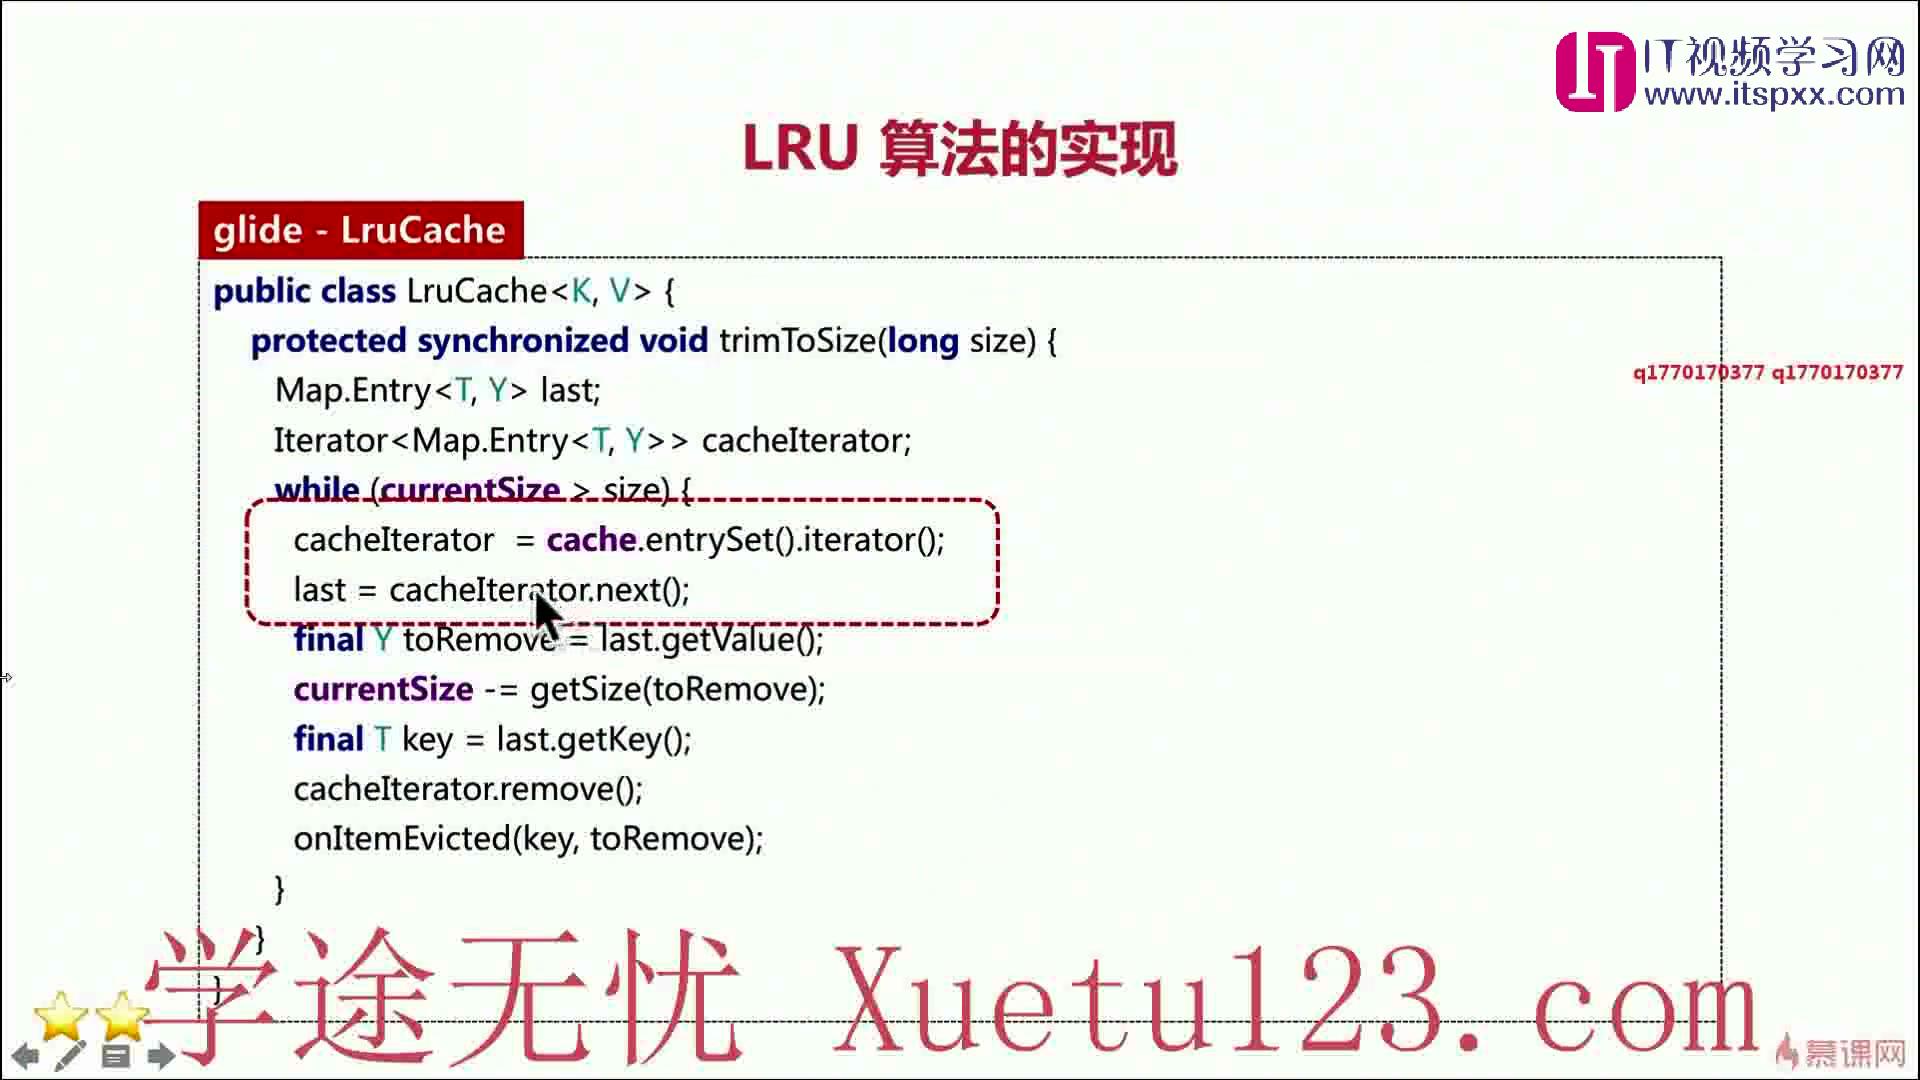 IT视频学习网
www.itspxx.com
LRU 算法的实现
glide - LruCache
public class LruCache<K, V> {
protected synchronized void trimToSize(long size) {
q1770170377 q1770170377
Map.Entry<T, Y> last;
Iterator<Map.Entry<T, Y>> cacheIterator;
while (currentSize > size) {
cacheIterator = cache.entrySet().iterator();
last = cacheIterator.next();
final Y toRemove = last.getValue();
currentSize -= getSize(toRemove);
final T key = last.getKey();
cacheIterator.remove();
onItemEvicted(key, toRemove);
}
}
}
学途无忧 Xuetu123.com
慕课网